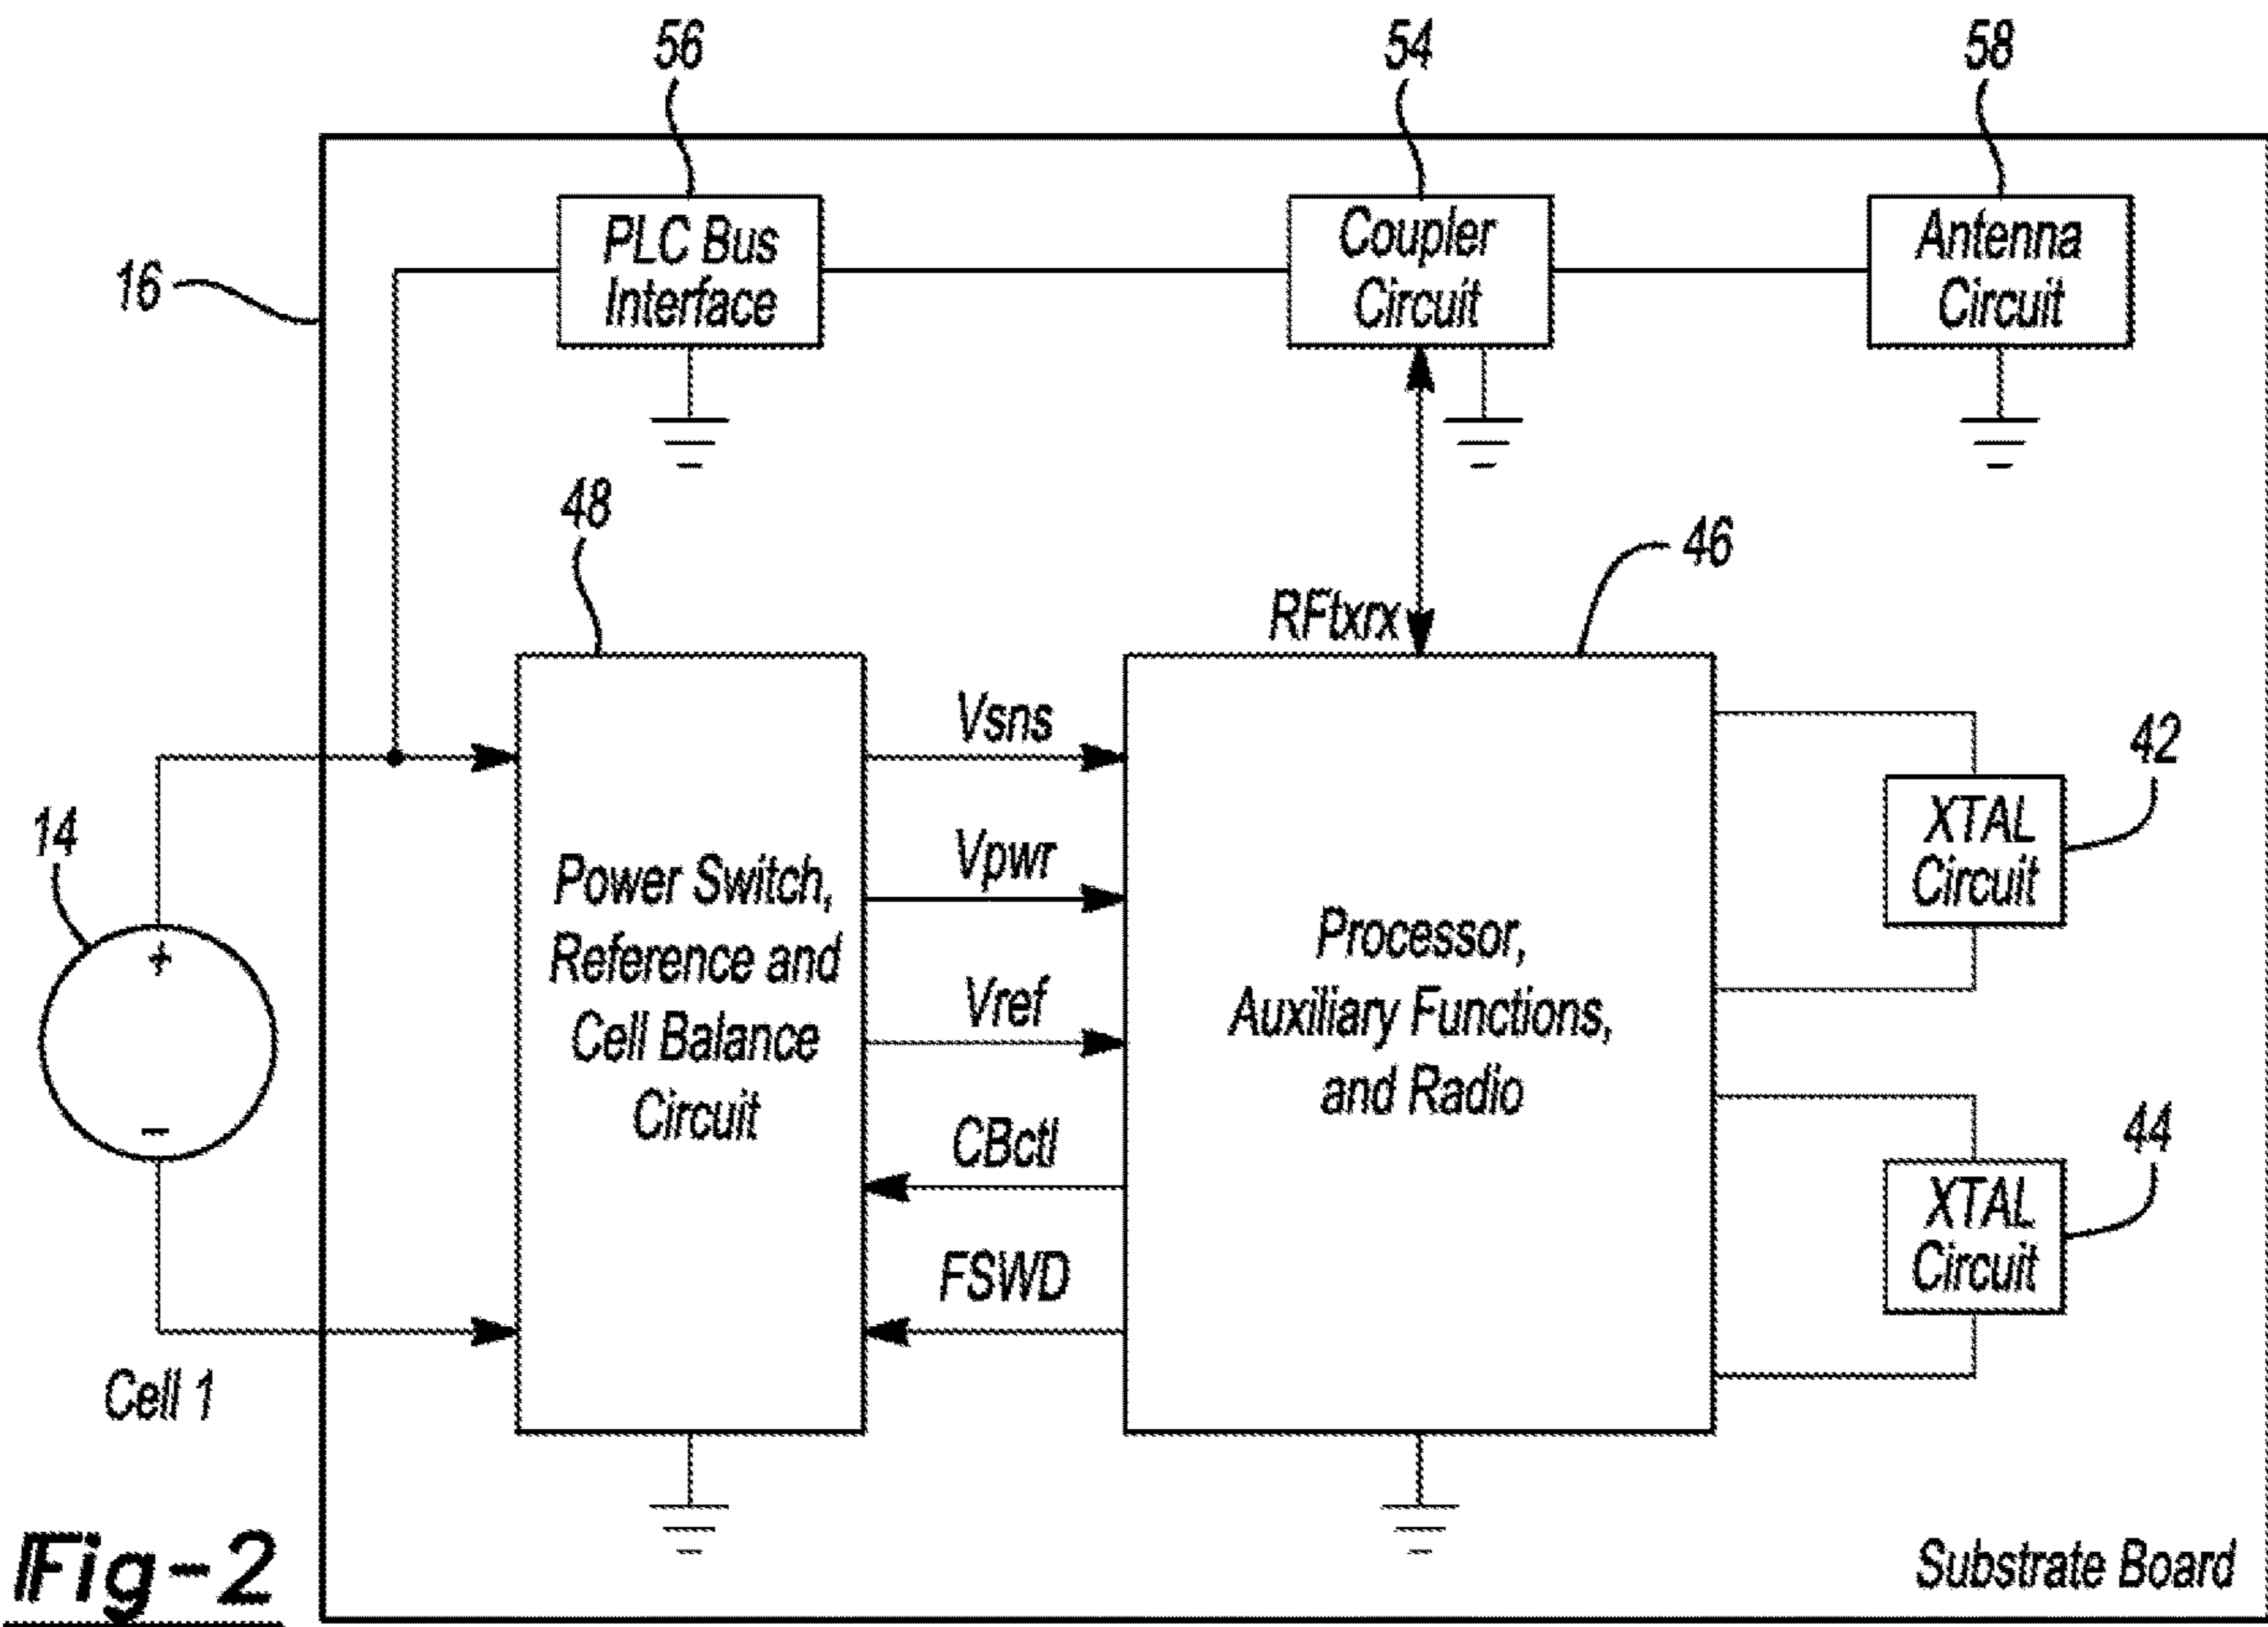 56
54
58
PLC Bus
Interface
Coupler
Circuit
Antenna
Circuit
16
48
46
RFtxrx
Vsns
42
14
XTAL
Circuit
Vpwr
Power Switch,
Reference and
Cell Balance
Circuit
+
Processor,
Auxiliary Functions,
and Radio
Vref
CBctl
44
–
XTAL
Circuit
FSWD
Cell 1
Fig-2
Substrate Board